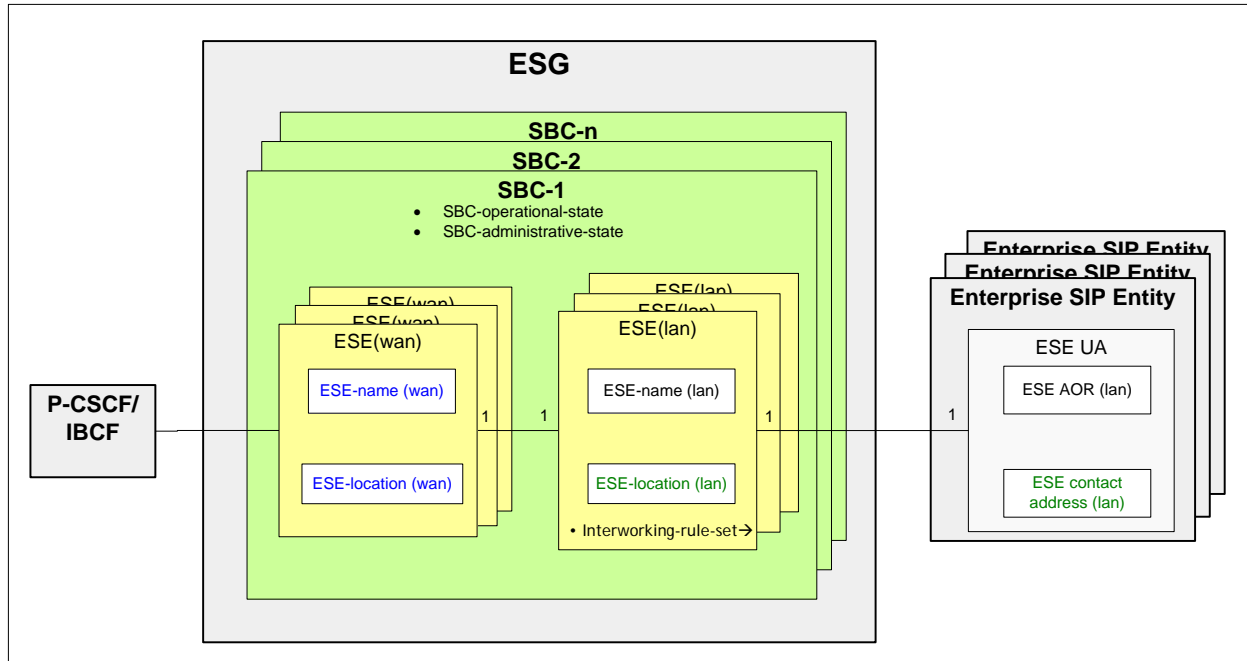 ESG
SBC-n
SBC-2
SBC-1
• SBC-operational-state
• SBC-administrative-state
ESE(wan)
ESE(wan)
ESE(wan)
ESE-name (wan)
ESE-location (wan)
1
1
ESE(lan)
ESE(lan)
ESE(lan)
ESE-name (lan)
ESE-location (lan)
• Interworking-rule-set→
1
1
P-CSCF/
IBCF
Enterprise SIP Entity
Enterprise SIP Entity
Enterprise SIP Entity
ESE UA
ESE AOR (lan)
ESE contact
address (lan)